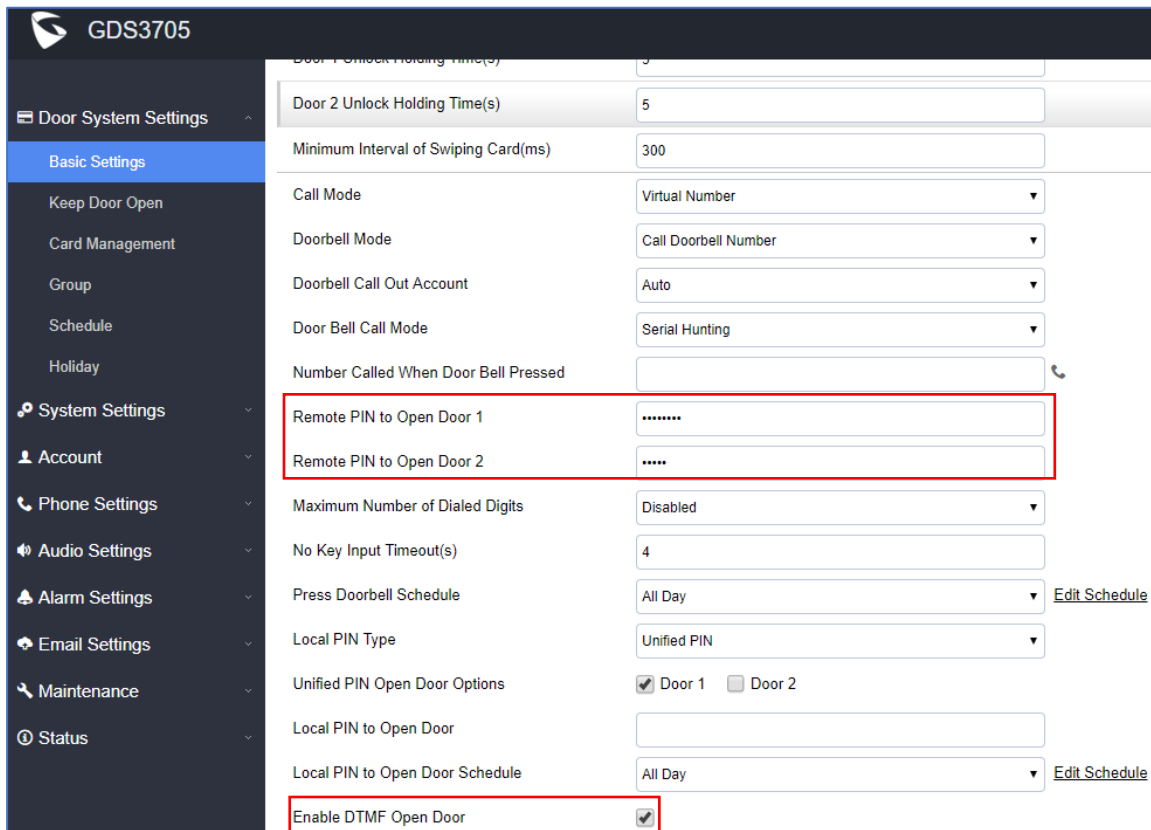 GDS3705
Door System Settings
Basic Settings
Keep Door Open
Card Management
Group
Schedule
Holiday
System Settings
Account
Phone Settings
Audio Settings
Alarm Settings
Email Settings
Maintenance
Status
Door 1 Unlock Holding Time(s) 5
Door 2 Unlock Holding Time(s) 5
Minimum Interval of Swiping Card(ms) 300
Call Mode Virtual Number
Doorbell Mode Call Doorbell Number
Doorbell Call Out Account Auto
Door Bell Call Mode Serial Hunting
Number Called When Door Bell Pressed
Remote PIN to Open Door 1 ••••••••
Remote PIN to Open Door 2 •••••
Maximum Number of Dialed Digits Disabled
No Key Input Timeout(s) 4
Press Doorbell Schedule All Day Edit Schedule
Local PIN Type Unified PIN
Unified PIN Open Door Options Door 1 Door 2
Local PIN to Open Door
Local PIN to Open Door Schedule All Day Edit Schedule
Enable DTMF Open Door